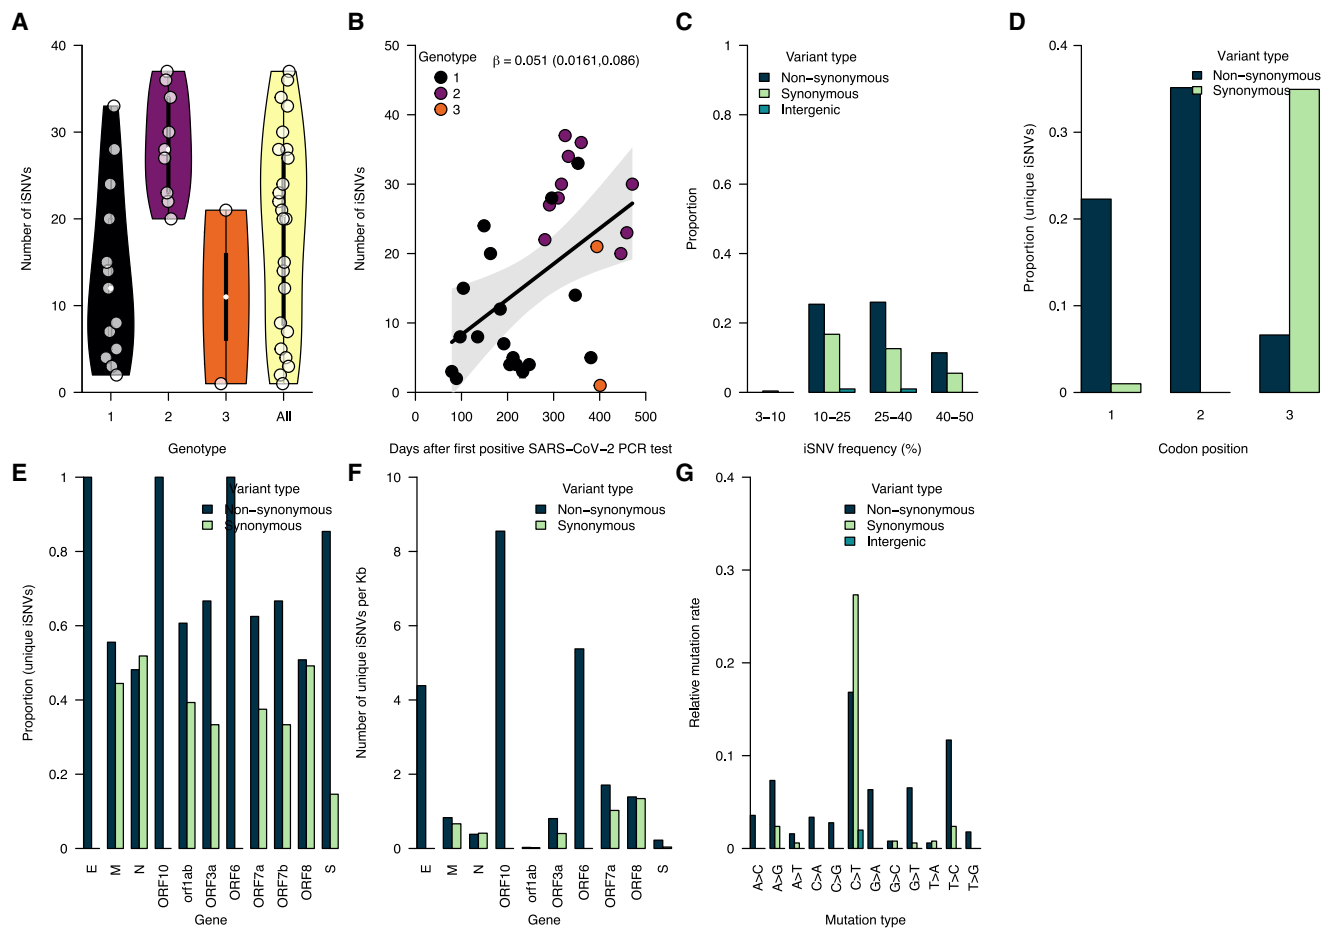 A
40
30
20
10
0
Number of iSNVs
1
2
3
All
Genotype
B
50
40
30
20
10
0
Number of iSNVs
Genotype
1
2
3
β = 0.051 (0.0161,0.086)
0
100
200
300
400
500
Days after first positive SARS−CoV−2 PCR test
C
1
0.8
0.6
0.4
0.2
0
Proportion
Variant type
Non−synonymous
Synonymous
Intergenic
3−10
10−25
25−40
40−50
iSNV frequency (%)
D
0.4
0.3
0.2
0.1
0
Proportion (unique iSNVs)
Variant type
Non−synonymous
Synonymous
1
2
3
Codon position
E
1
0.8
0.6
0.4
0.2
0
Proportion (unique iSNVs)
Variant type
Non−synonymous
Synonymous
E
M
N
ORF10
orf1ab
ORF3a
ORF6
ORF7a
ORF7b
ORF8
S
Gene
F
10
8
6
4
2
0
Number of unique iSNVs per Kb
Variant type
Non−synonymous
Synonymous
E
M
N
ORF10
orf1ab
ORF3a
ORF6
ORF7a
ORF8
S
Gene
G
0.4
0.3
0.2
0.1
0
Relative mutation rate
Variant type
Non−synonymous
Synonymous
Intergenic
A>C
A>G
A>T
C>A
C>G
C>T
G>A
G>C
G>T
T>A
T>C
T>G
Mutation type